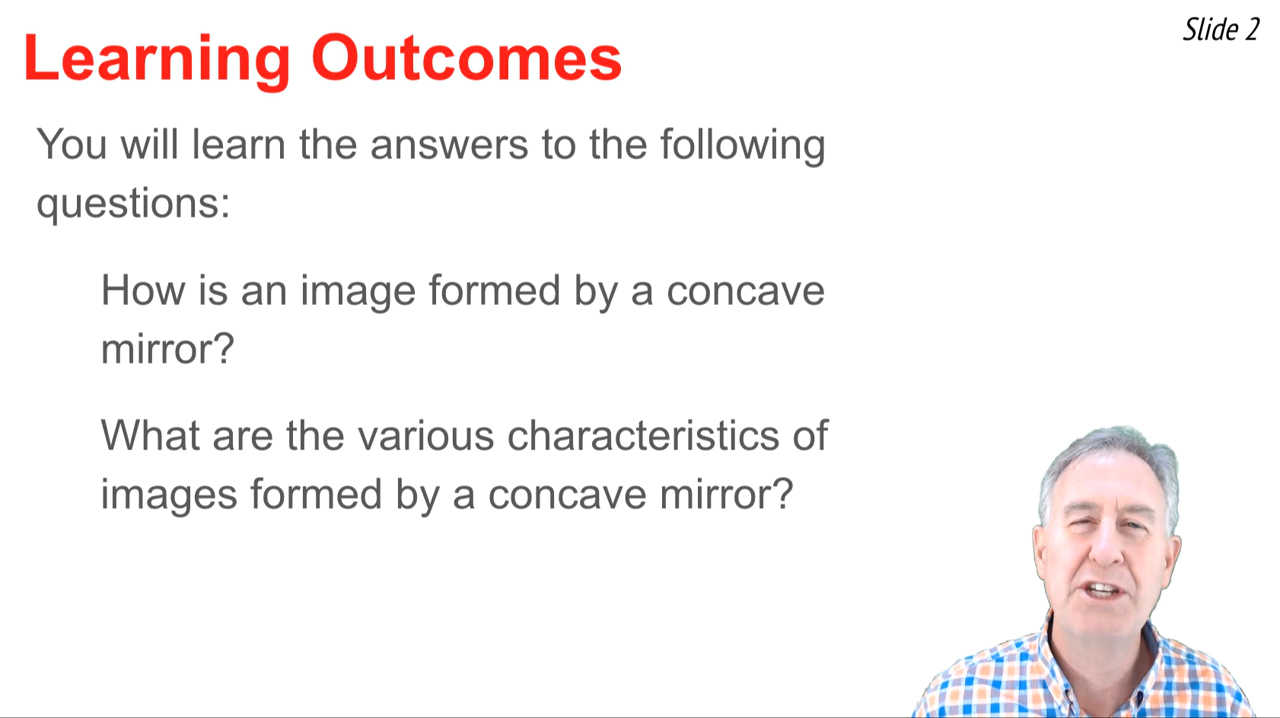 Slide 2
Learning Outcomes
You will learn the answers to the following
questions:
How is an image formed by a concave
mirror?
What are the various characteristics of
images formed by a concave mirror?